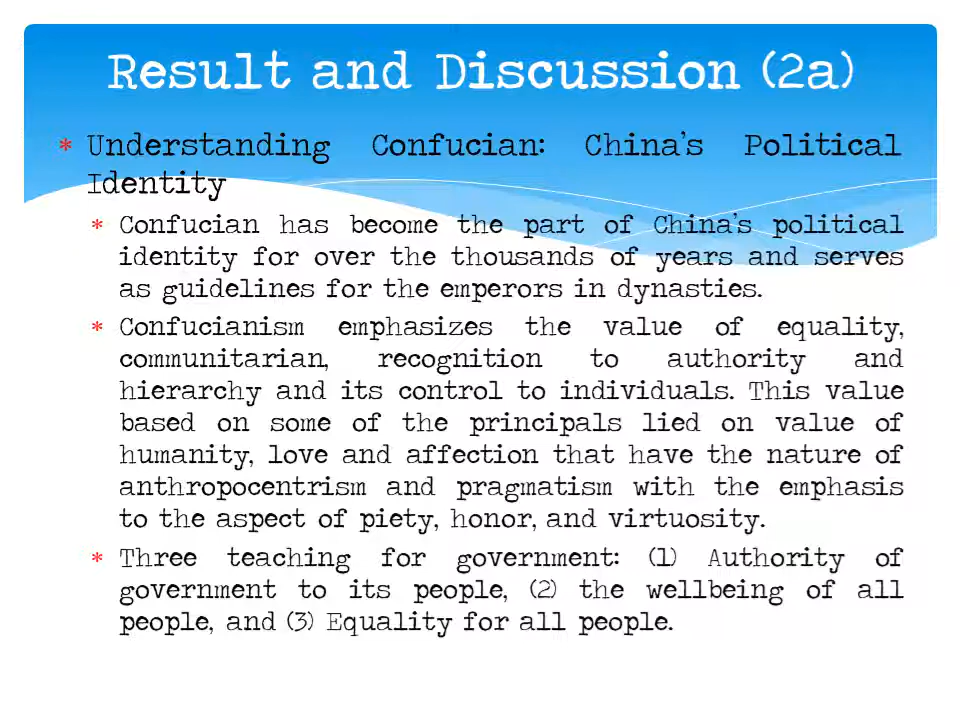 Result and Discussion (2a)
* Understanding Confucian: China's Political
Identity
* Confucian has become the part of China's political
identity for over the thousands of years and serves
as guidelines for the emperors in dynasties.
* Confucianism emphasizes the value of equality,
communitarian, recognition to authority and
hierarchy and its control to individuals. This value
based on some of the principals lied on value of
humanity, love and affection that have the nature of
anthropocentrism and pragmatism with the emphasis
to the aspect of piety, honor, and virtuosity.
* Three teaching for government: (1) Authority of
government to its people, (2) the wellbeing of all
people, and (3) Equality for all people.